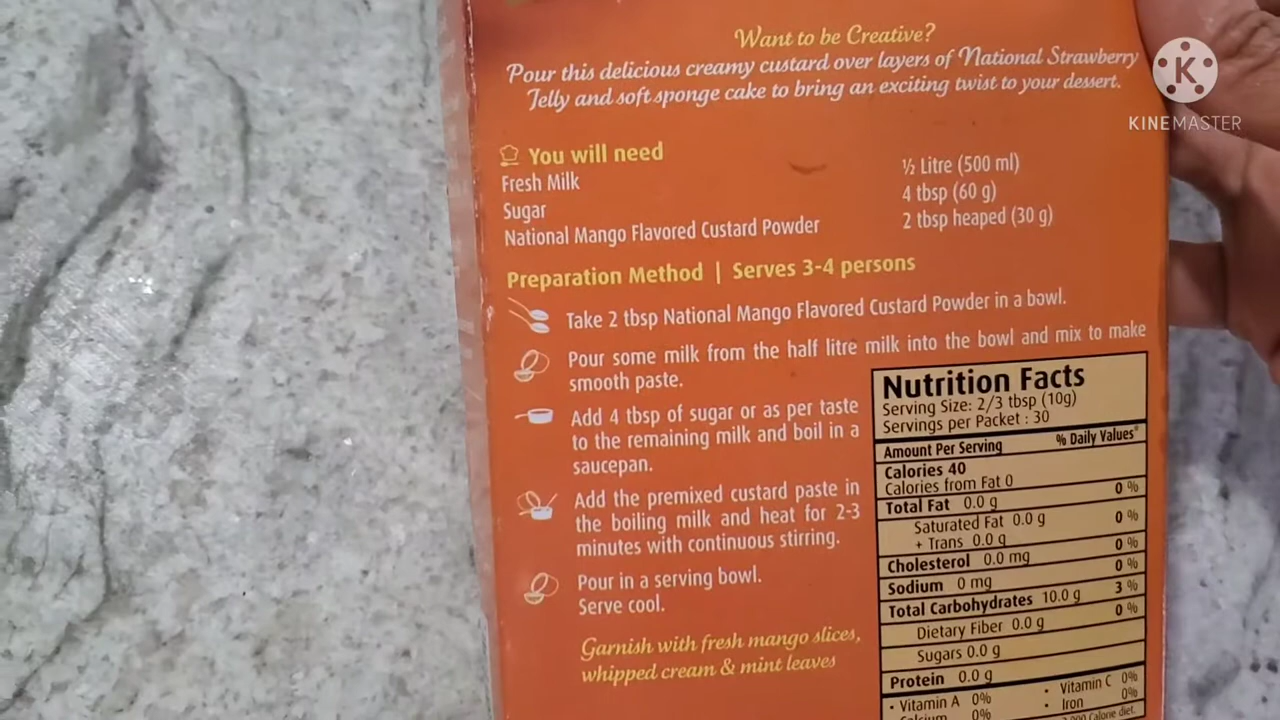 Want to be Creative?
Pour this delicious creamy custard over layers of National Strawberry
Jelly and soft sponge cake to bring an exciting twist to your dessert.
K
KINEMASTER
You will need
Fresh Milk ½ Litre (500 ml)
Sugar 4 tbsp (60 g)
National Mango Flavored Custard Powder 2 tbsp heaped (30 g)
Preparation Method | Serves 3-4 persons
Take 2 tbsp National Mango Flavored Custard Powder in a bowl.
Pour some milk from the half litre milk into the bowl and mix to make
smooth paste.
Add 4 tbsp of sugar or as per taste
to the remaining milk and boil in a
saucepan.
Add the premixed custard paste in
the boiling milk and heat for 2-3
minutes with continuous stirring.
Pour in a serving bowl.
Serve cool.
Garnish with fresh mango slices,
whipped cream & mint leaves
Nutrition Facts
Serving Size: 2/3 tbsp (10g)
Servings per Packet : 30
Amount Per Serving % Daily Values*
Calories 40
Calories from Fat 0
Total Fat 0.0 g 0 %
Saturated Fat 0.0 g 0 %
+ Trans 0.0 g
Cholesterol 0.0 mg 0 %
Sodium 0 mg 0 %
Total Carbohydrates 10.0 g 3 %
Dietary Fiber 0.0 g 0 %
Sugars 0.0 g
Protein 0.0 g
• Vitamin A 0% • Vitamin C 0%
Calcium 0% • Iron 0%
Calorie diet.